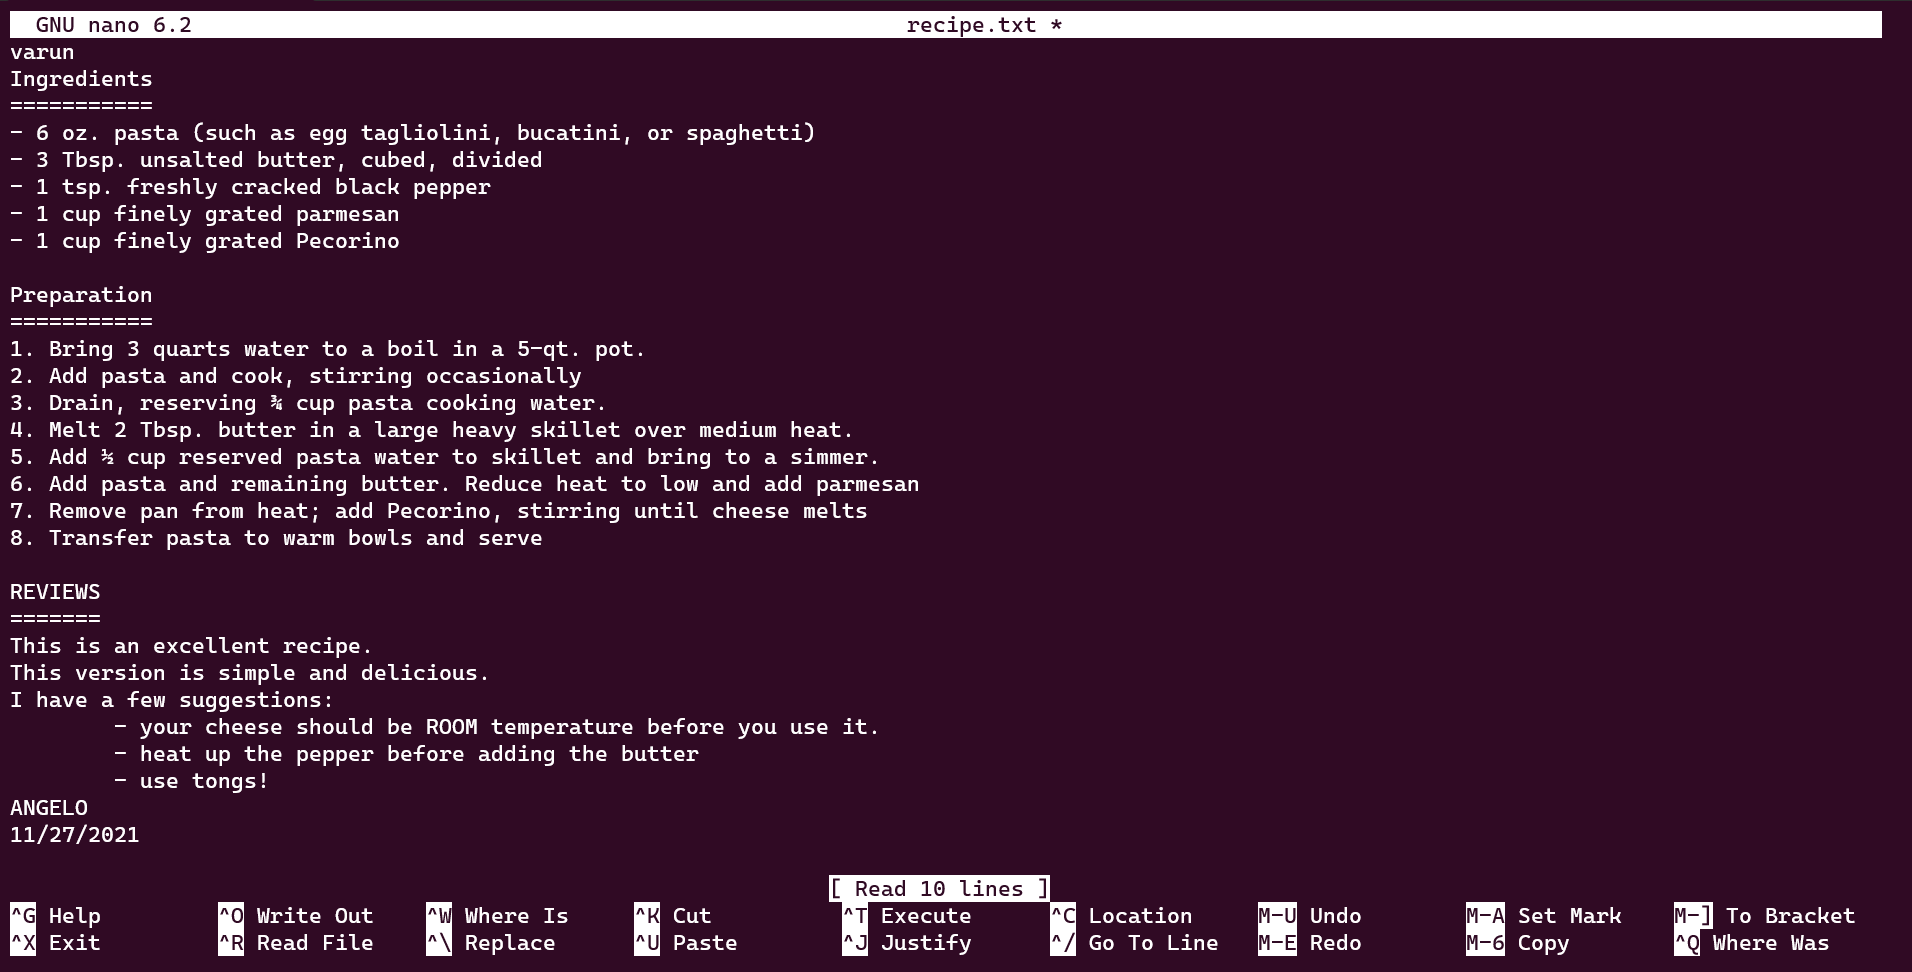 GNU nano 6.2 recipe.txt *
varun
Ingredients
===========
- 6 oz. pasta (such as egg tagliolini, bucatini, or spaghetti)
- 3 Tbsp. unsalted butter, cubed, divided
- 1 tsp. freshly cracked black pepper
- 1 cup finely grated parmesan
- 1 cup finely grated Pecorino

Preparation
===========
1. Bring 3 quarts water to a boil in a 5-qt. pot.
2. Add pasta and cook, stirring occasionally
3. Drain, reserving ¾ cup pasta cooking water.
4. Melt 2 Tbsp. butter in a large heavy skillet over medium heat.
5. Add ½ cup reserved pasta water to skillet and bring to a simmer.
6. Add pasta and remaining butter. Reduce heat to low and add parmesan
7. Remove pan from heat; add Pecorino, stirring until cheese melts
8. Transfer pasta to warm bowls and serve

REVIEWS
=======
This is an excellent recipe.
This version is simple and delicious.
I have a few suggestions:
        - your cheese should be ROOM temperature before you use it.
        - heat up the pepper before adding the butter
        - use tongs!
ANGELO
11/27/2021

[ Read 10 lines ]
^G Help ^O Write Out ^W Where Is ^K Cut ^T Execute ^C Location M-U Undo M-A Set Mark M-] To Bracket
^X Exit ^R Read File ^\ Replace ^U Paste ^J Justify ^/ Go To Line M-E Redo M-6 Copy ^Q Where Was